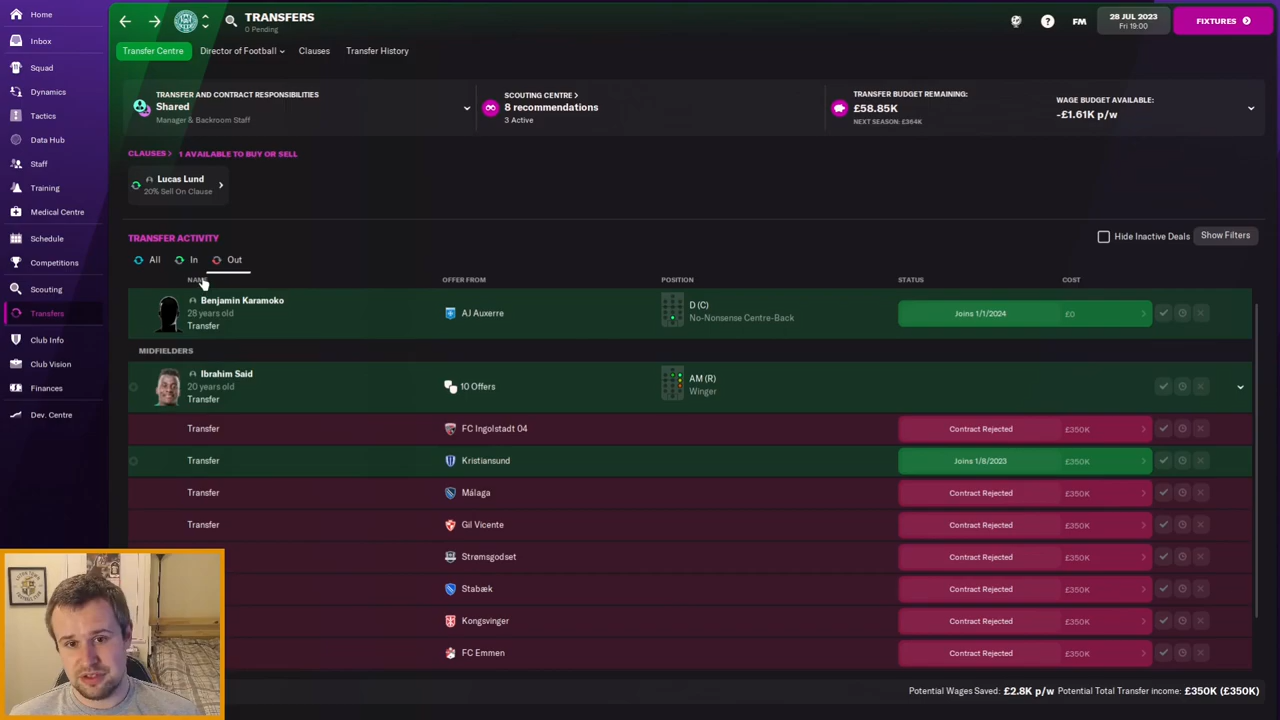 Home
Inbox
Squad
Dynamics
Tactics
Data Hub
Staff
Training
Medical Centre
Schedule
Competitions
Scouting
Transfers
Club Info
Club Vision
Finances
Dev. Centre
TRANSFERS
0 Pending
FM
28 JUL 2023
Fri 19:00
FIXTURES
Transfer Centre Director of Football Clauses Transfer History
TRANSFER AND CONTRACT RESPONSIBILITIES
Shared
Manager & Backroom Staff
SCOUTING CENTRE
8 recommendations
3 Active
TRANSFER BUDGET REMAINING:
£58.85K
NEXT SEASON: £364K
WAGE BUDGET AVAILABLE:
-£1.61K p/w
CLAUSES 1 AVAILABLE TO BUY OR SELL
Lucas Lund
20% Sell On Clause
TRANSFER ACTIVITY
Hide Inactive Deals Show Filters
All In Out
NAME OFFER FROM POSITION STATUS COST
Benjamin Karamoko
28 years old
Transfer
AJ Auxerre
D (C)
No-Nonsense Centre-Back
Joins 1/1/2024 £0
MIDFIELDERS
Ibrahim Said
20 years old
Transfer
10 Offers
AM (R)
Winger
Transfer FC Ingolstadt 04 Contract Rejected £350K
Transfer Kristiansund Joins 1/8/2023 £350K
Transfer Málaga Contract Rejected £350K
Transfer Gil Vicente Contract Rejected £350K
Strømsgodset Contract Rejected £350K
Stabæk Contract Rejected £350K
Kongsvinger Contract Rejected £350K
FC Emmen Contract Rejected £350K
Potential Wages Saved: £2.8K p/w Potential Total Transfer income: £350K (£350K)